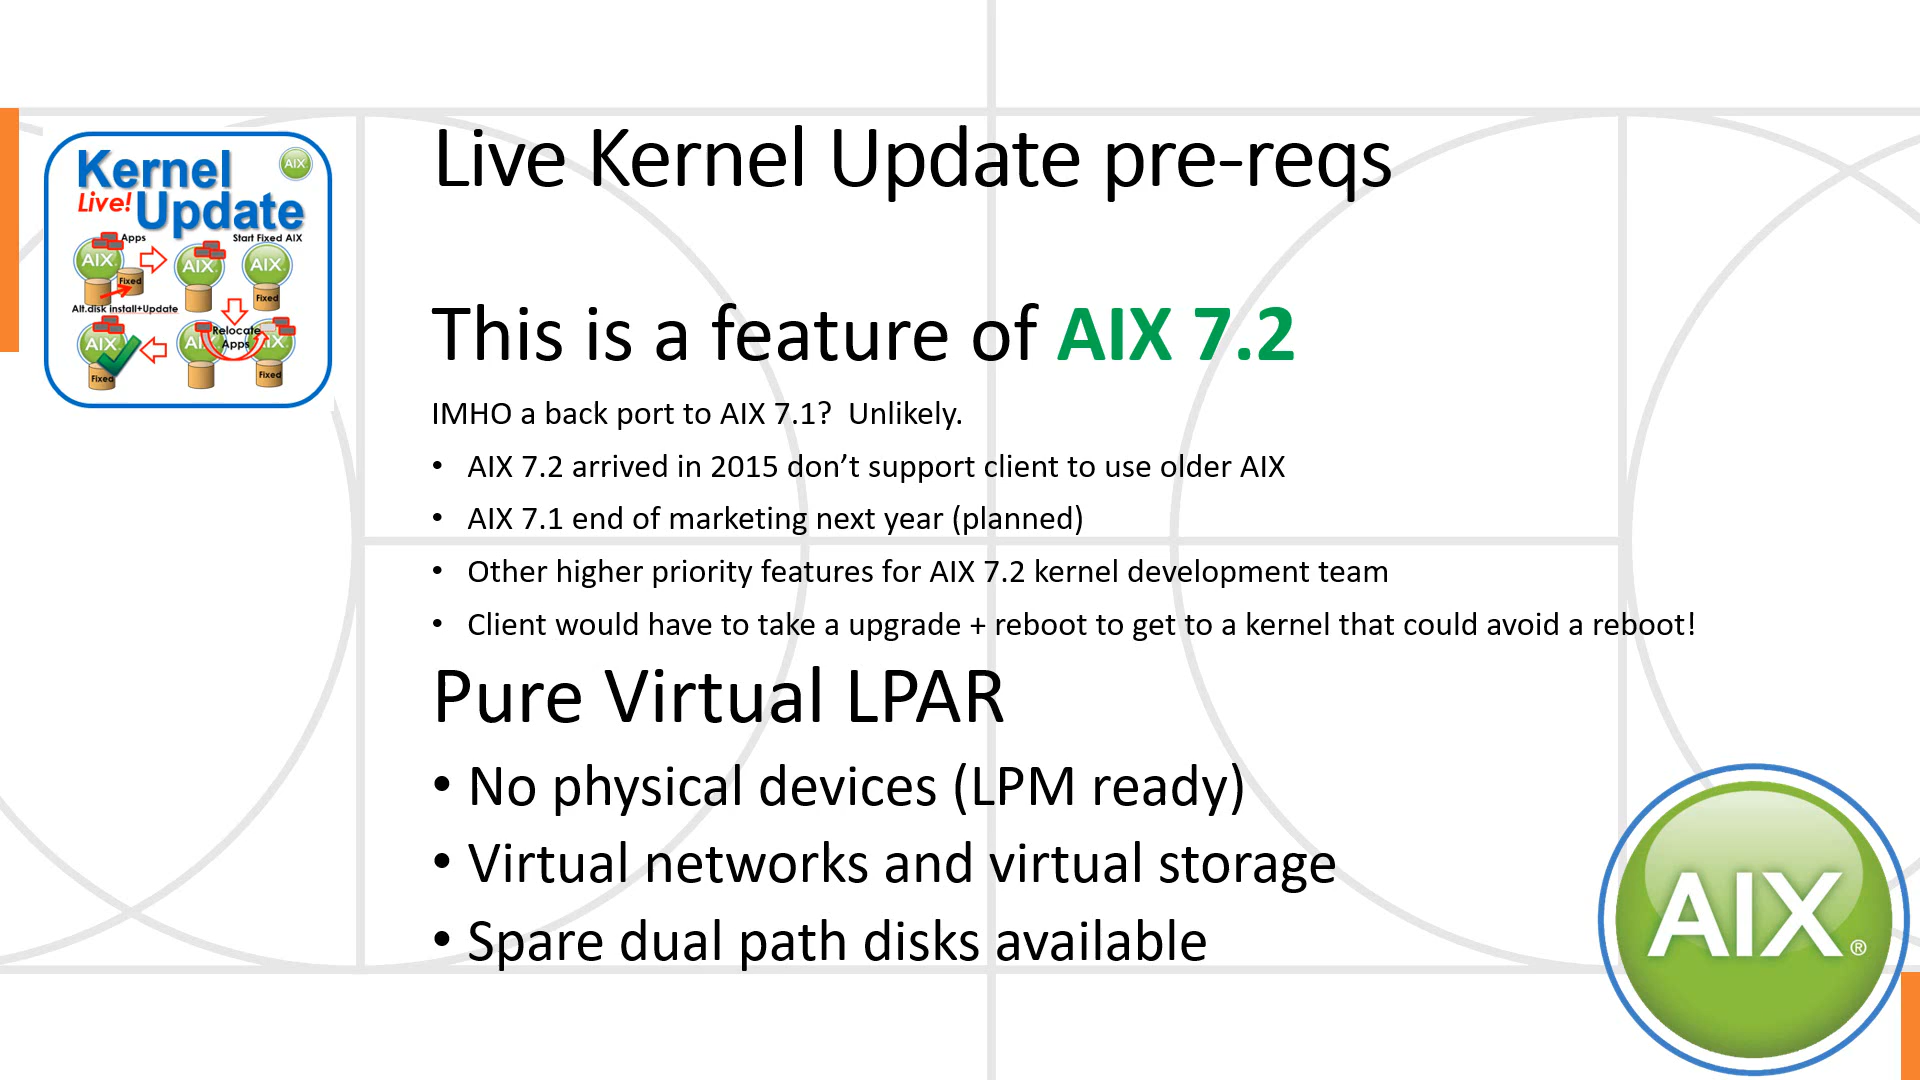 Kernel
AIX
Live!
Update
Apps
Start Fixed AIX
AIX
AIX
AIX
Fixed
Fixed
Alt.disk install+Update
Relocate
Apps
AIX
AI
IX
Fixed
Fixed
Live Kernel Update pre-reqs
This is a feature of AIX 7.2
IMHO a back port to AIX 7.1?  Unlikely.
• AIX 7.2 arrived in 2015 don’t support client to use older AIX
• AIX 7.1 end of marketing next year (planned)
• Other higher priority features for AIX 7.2 kernel development team
• Client would have to take a upgrade + reboot to get to a kernel that could avoid a reboot!
Pure Virtual LPAR
• No physical devices (LPM ready)
• Virtual networks and virtual storage
• Spare dual path disks available
AIX®